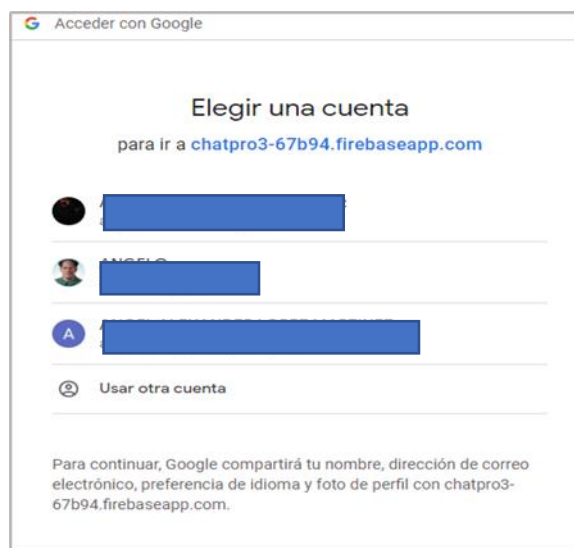 Acceder con Google
Elegir una cuenta
para ir a chatpro3-67b94.firebaseapp.com
A
Usar otra cuenta
Para continuar, Google compartirá tu nombre, dirección de correo
electrónico, preferencia de idioma y foto de perfil con chatpro3-
67b94.firebaseapp.com.